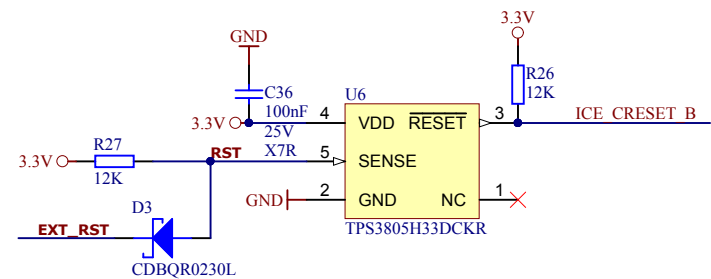 3.3V
GND
R26
12K
C36
100nF
25V
X7R
3.3V
U6
4
VDD
RESET
3
ICE_CRESET_B
3.3V
R27
12K
RST
5
SENSE
GND
2
GND
NC
1
TPS3805H33DCKR
D3
EXT_RST
CDBQR0230L